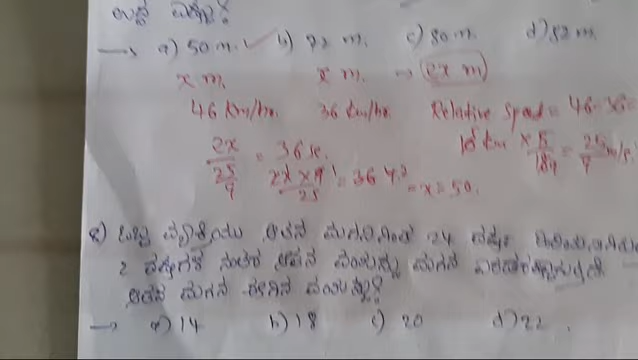 ಉದ್ದ ಎಷ್ಟು?
→ a) 50 m. ✓ b) 72 m. c) 80 m. d) 82 m.
x m. x m. → 2x m
46 Km/hr. 36 Km/hr. Relative Speed = 46-36=
2x/(25/9) = 36 se. 10 km × 5/18 = 25/9 m/s
2x × 9/25 = 36 = x = 50.
8) ಒಬ್ಬ ವ್ಯಕ್ತಿಯು ಆತನ ಮಗನಿಗಿಂತ 24 ವರ್ಷ
2 ವರ್ಷಗಳ ನಂತರ ಆತನ ವಯಸ್ಸು ಮಗನ
ಆತನ ಮಗನ ಈಗಿನ ವಯಸ್ಸು?
→ a) 14 b) 18 c) 20 d) 22.